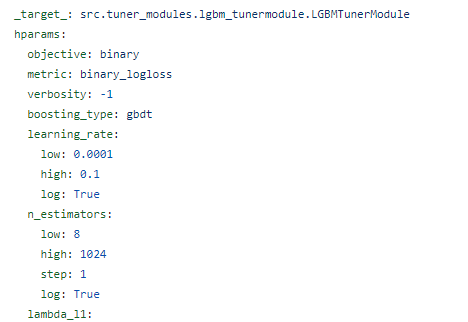 _target_: src.tuner_modules.lgbm_tunermodule.LGBMTunerModule
hparams:
  objective: binary
  metric: binary_logloss
  verbosity: -1
  boosting_type: gbdt
  learning_rate:
    low: 0.0001
    high: 0.1
    log: True
  n_estimators:
    low: 8
    high: 1024
    step: 1
    log: True
  lambda_l1: